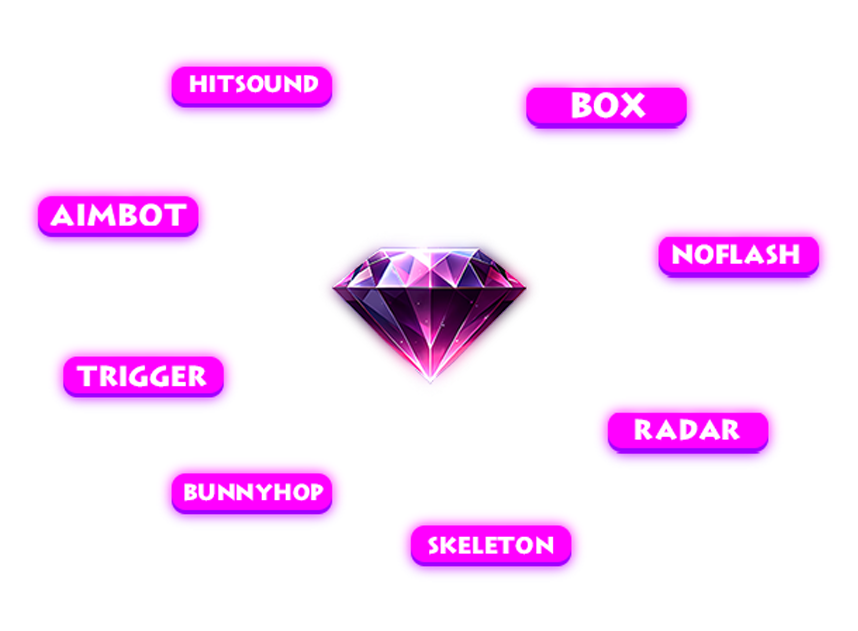 HITSOUND
BOX
AIMBOT
NOFLASH
TRIGGER
RADAR
BUNNYHOP
SKELETON